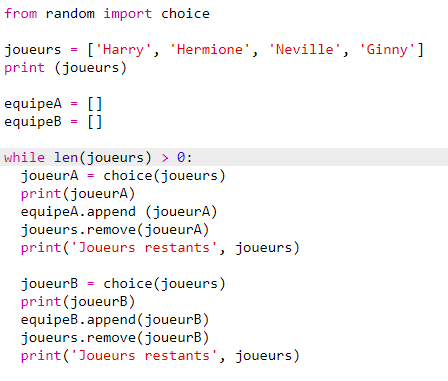 from random import choice
joueurs = ['Harry', 'Hermione', 'Neville', 'Ginny']
print (joueurs)
equipeA = []
equipeB = []
while len(joueurs) > 0:
joueurA = choice(joueurs)
print(joueurA)
equipeA.append (joueurA)
joueurs.remove(joueurA)
print('Joueurs restants', joueurs)
joueurB = choice(joueurs)
print(joueurB)
equipeB.append(joueurB)
joueurs.remove(joueurB)
print('Joueurs restants', joueurs)